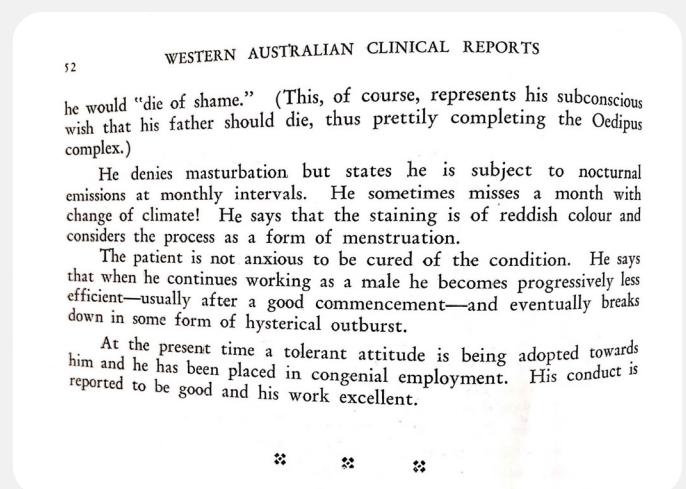 52
WESTERN AUSTRALIAN CLINICAL REPORTS
he would "die of shame." (This, of course, represents his subconscious
wish that his father should die, thus prettily completing the Oedipus
complex.)
He denies masturbation but states he is subject to nocturnal
emissions at monthly intervals. He sometimes misses a month with
change of climate! He says that the staining is of reddish colour and
considers the process as a form of menstruation.
The patient is not anxious to be cured of the condition. He says
that when he continues working as a male he becomes progressively less
efficient—usually after a good commencement—and eventually breaks
down in some form of hysterical outburst.
At the present time a tolerant attitude is being adopted towards
him and he has been placed in congenial employment. His conduct is
reported to be good and his work excellent.